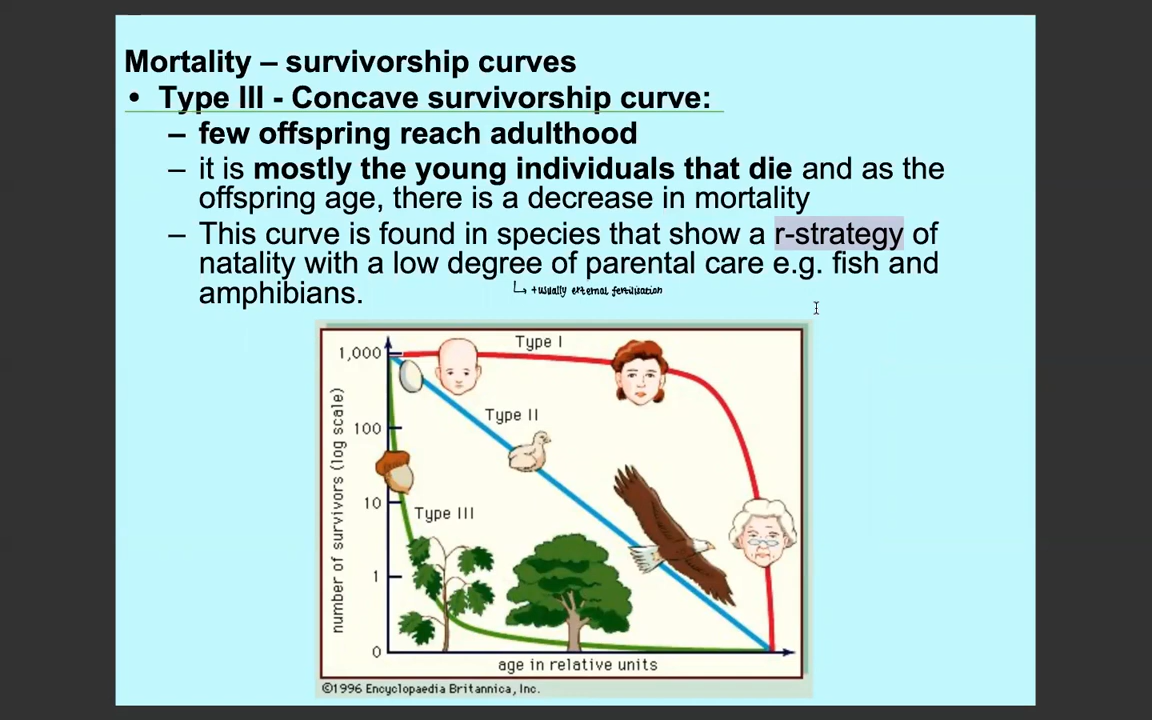 Mortality – survivorship curves
• Type III - Concave survivorship curve:
– few offspring reach adulthood
– it is mostly the young individuals that die and as the
offspring age, there is a decrease in mortality
– This curve is found in species that show a r-strategy of
natality with a low degree of parental care e.g. fish and
amphibians.
+usually external fertilisation
Type I
1,000
Type II
100
10
Type III
1
0
number of survivors (log scale)
age in relative units
©1996 Encyclopaedia Britannica, Inc.